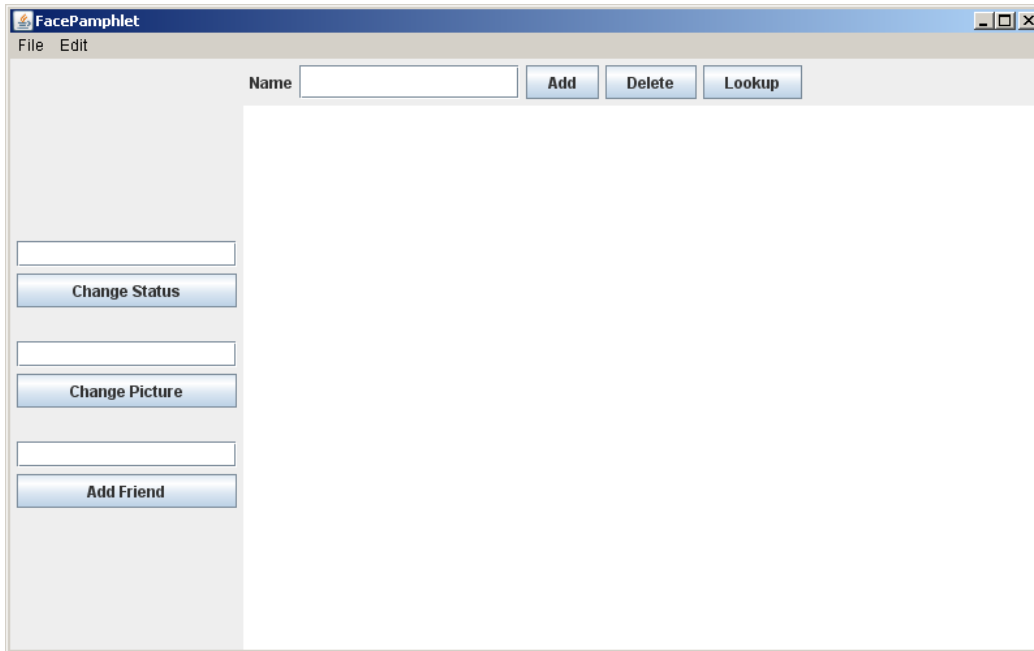 FacePamphlet
File Edit
Name Add Delete Lookup
Change Status
Change Picture
Add Friend